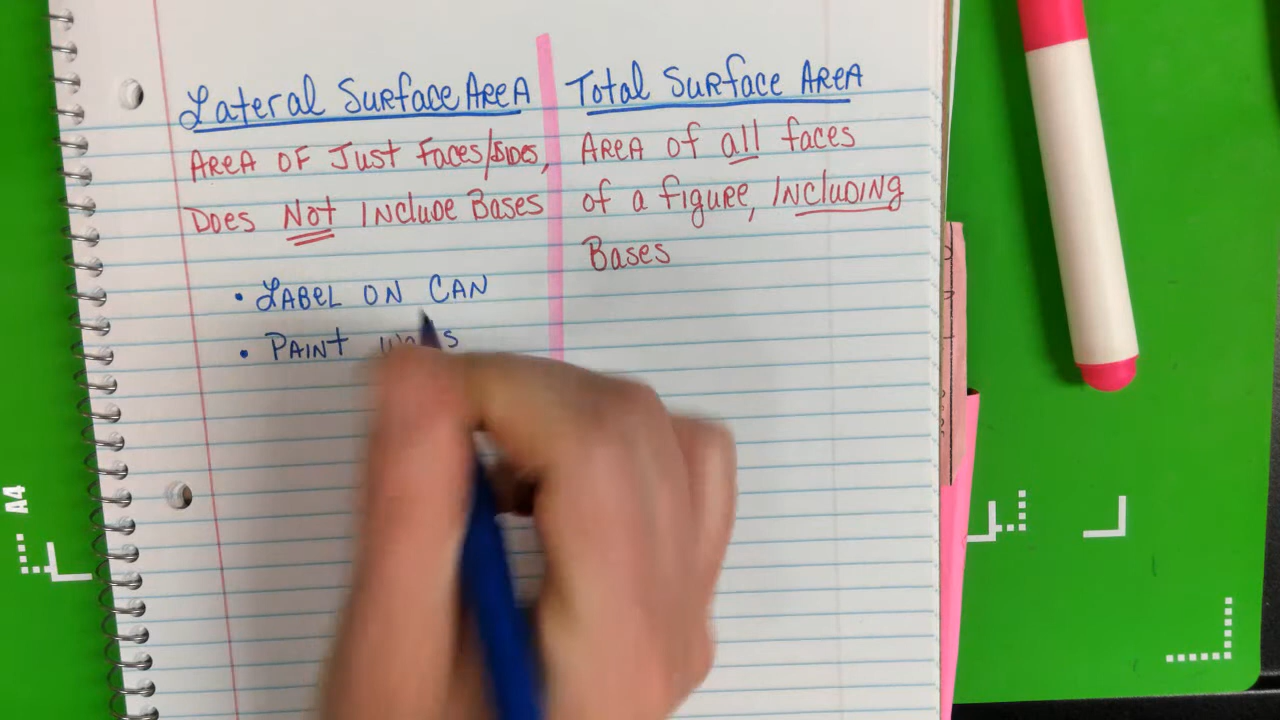 Lateral Surface Area
Area of Just Faces/Sides,
Does Not Include Bases
• Label on Can
• Paint
Total Surface Area
Area of all faces
of a figure, Including
Bases
A4